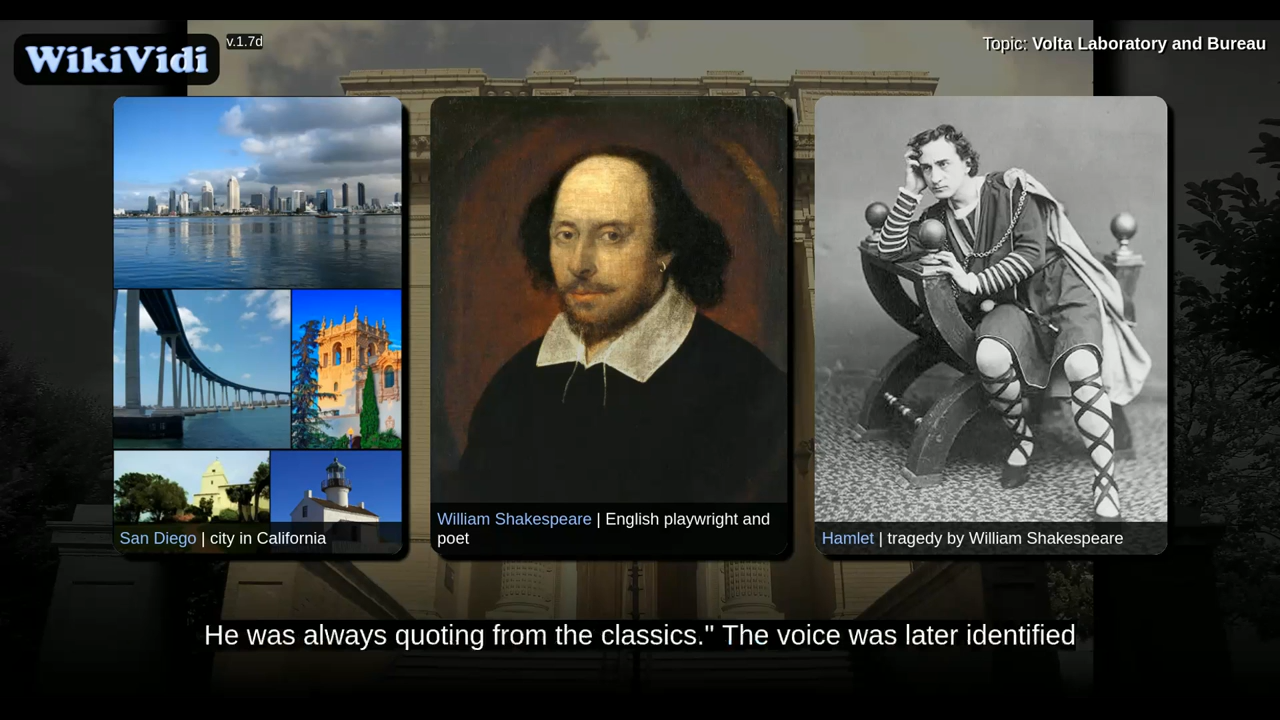 WikiVidi
v.1.7d
Topic: Volta Laboratory and Bureau
San Diego | city in California
William Shakespeare | English playwright and
poet
Hamlet | tragedy by William Shakespeare
He was always quoting from the classics." The voice was later identified